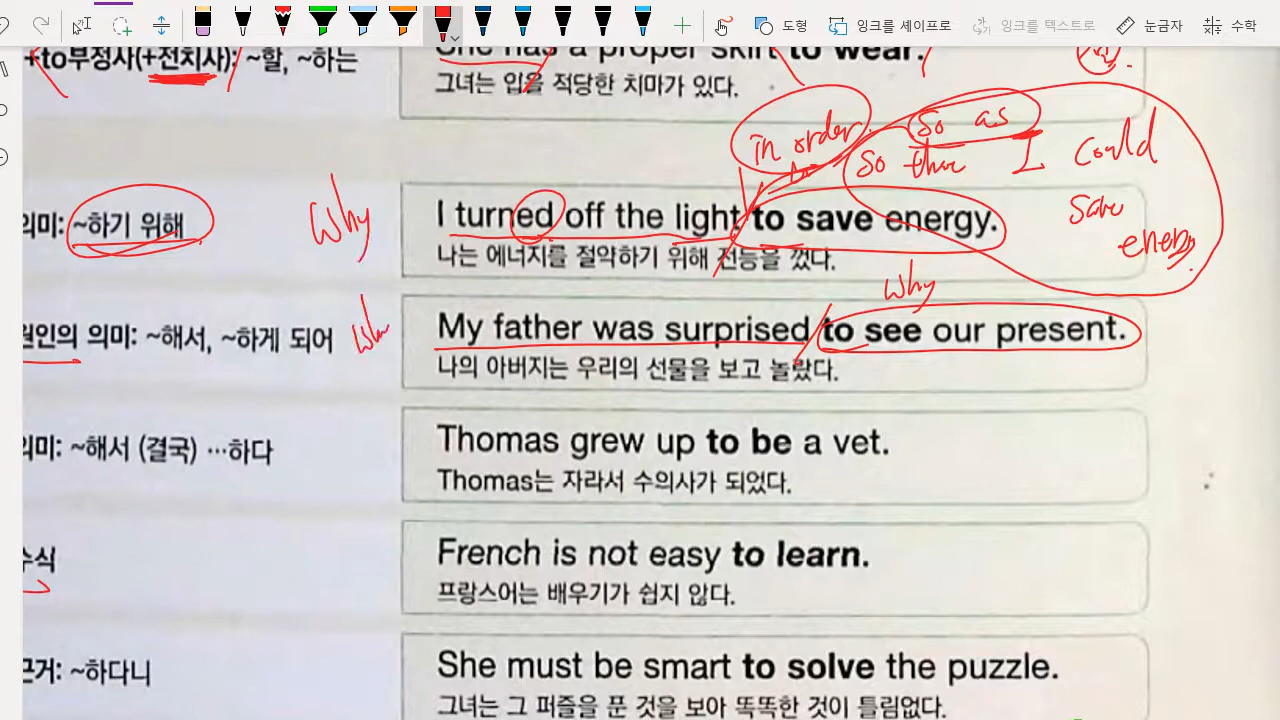 도형 잉크를 셰이프로 잉크를 텍스트로 눈금자 수학
+to부정사(+전치사): ~할, ~하는
She has a proper skirt to wear.
그녀는 입을 적당한 치마가 있다.
in order
to
so as
so that I could
save
energy
의미: ~하기 위해
why
I turned off the light to save energy.
나는 에너지를 절약하기 위해 전등을 껐다.
why
원인의 의미: ~해서, ~하게 되어
why
My father was surprised to see our present.
나의 아버지는 우리의 선물을 보고 놀랐다.
의미: ~해서 (결국) …하다
Thomas grew up to be a vet.
Thomas는 자라서 수의사가 되었다.
수식
French is not easy to learn.
프랑스어는 배우기가 쉽지 않다.
근거: ~하다니
She must be smart to solve the puzzle.
그녀는 그 퍼즐을 푼 것을 보아 똑똑한 것이 틀림없다.